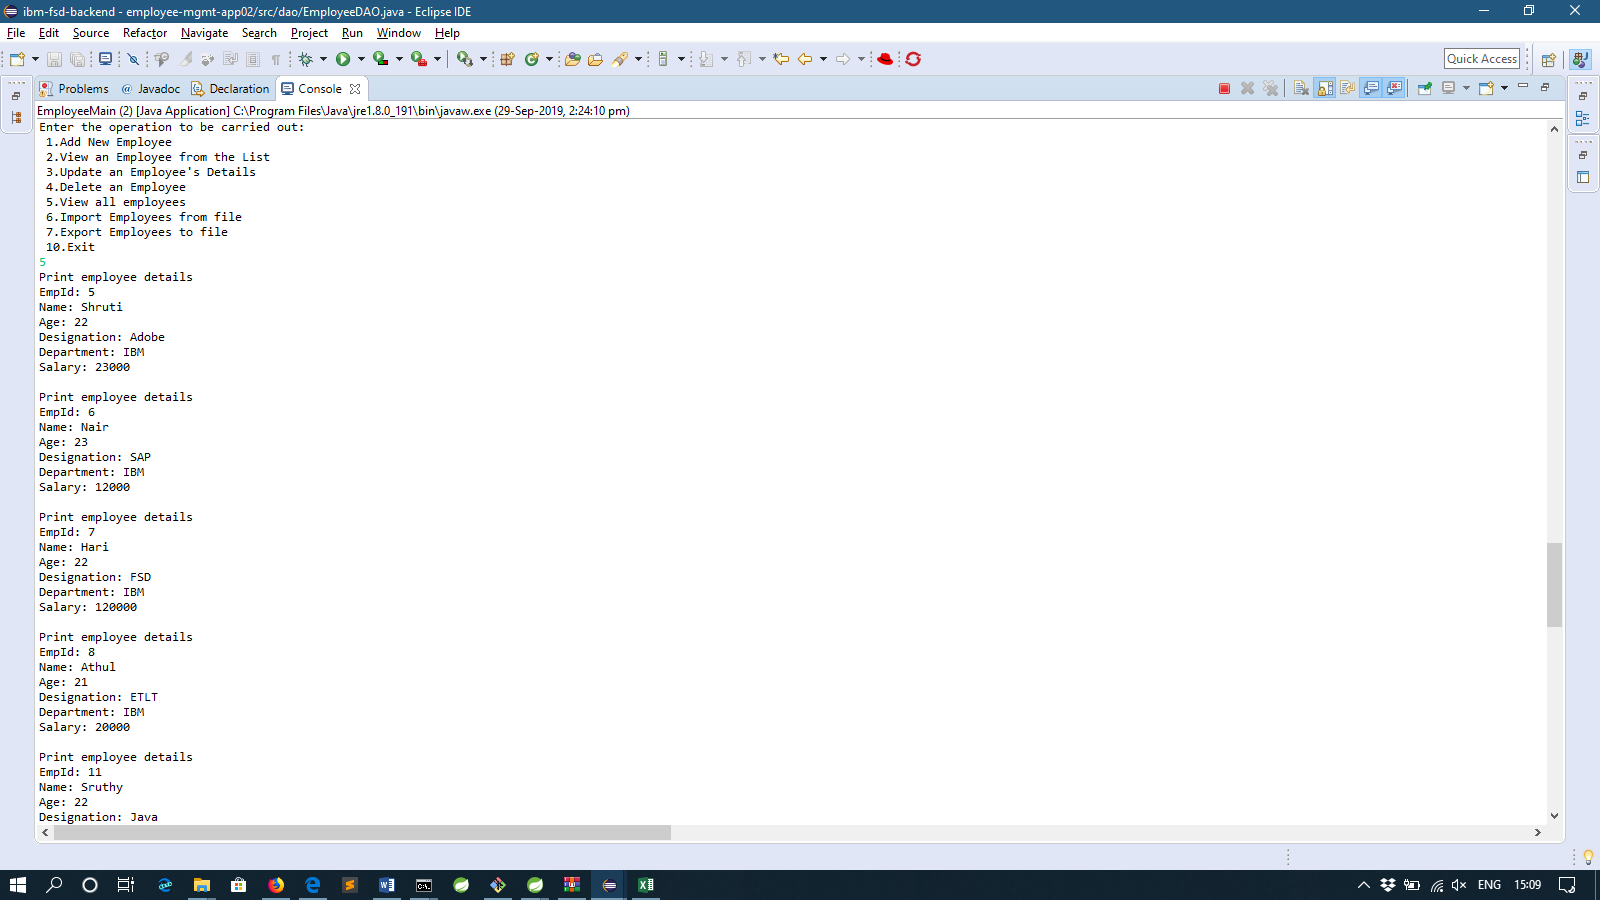 ibm-fsd-backend - employee-mgmt-app02/src/dao/EmployeeDAO.java - Eclipse IDE
File Edit Source Refactor Navigate Search Project Run Window Help
Quick Access
Problems @ Javadoc Declaration Console
EmployeeMain (2) [Java Application] C:\Program Files\Java\jre1.8.0_191\bin\javaw.exe (29-Sep-2019, 2:24:10 pm)
Enter the operation to be carried out:
1.Add New Employee
2.View an Employee from the List
3.Update an Employee's Details
4.Delete an Employee
5.View all employees
6.Import Employees from file
7.Export Employees to file
10.Exit
5
Print employee details
EmpId: 5
Name: Shruti
Age: 22
Designation: Adobe
Department: IBM
Salary: 23000
Print employee details
EmpId: 6
Name: Nair
Age: 23
Designation: SAP
Department: IBM
Salary: 12000
Print employee details
EmpId: 7
Name: Hari
Age: 22
Designation: FSD
Department: IBM
Salary: 120000
Print employee details
EmpId: 8
Name: Athul
Age: 21
Designation: ETLT
Department: IBM
Salary: 20000
Print employee details
EmpId: 11
Name: Sruthy
Age: 22
Designation: Java
ENG 15:09